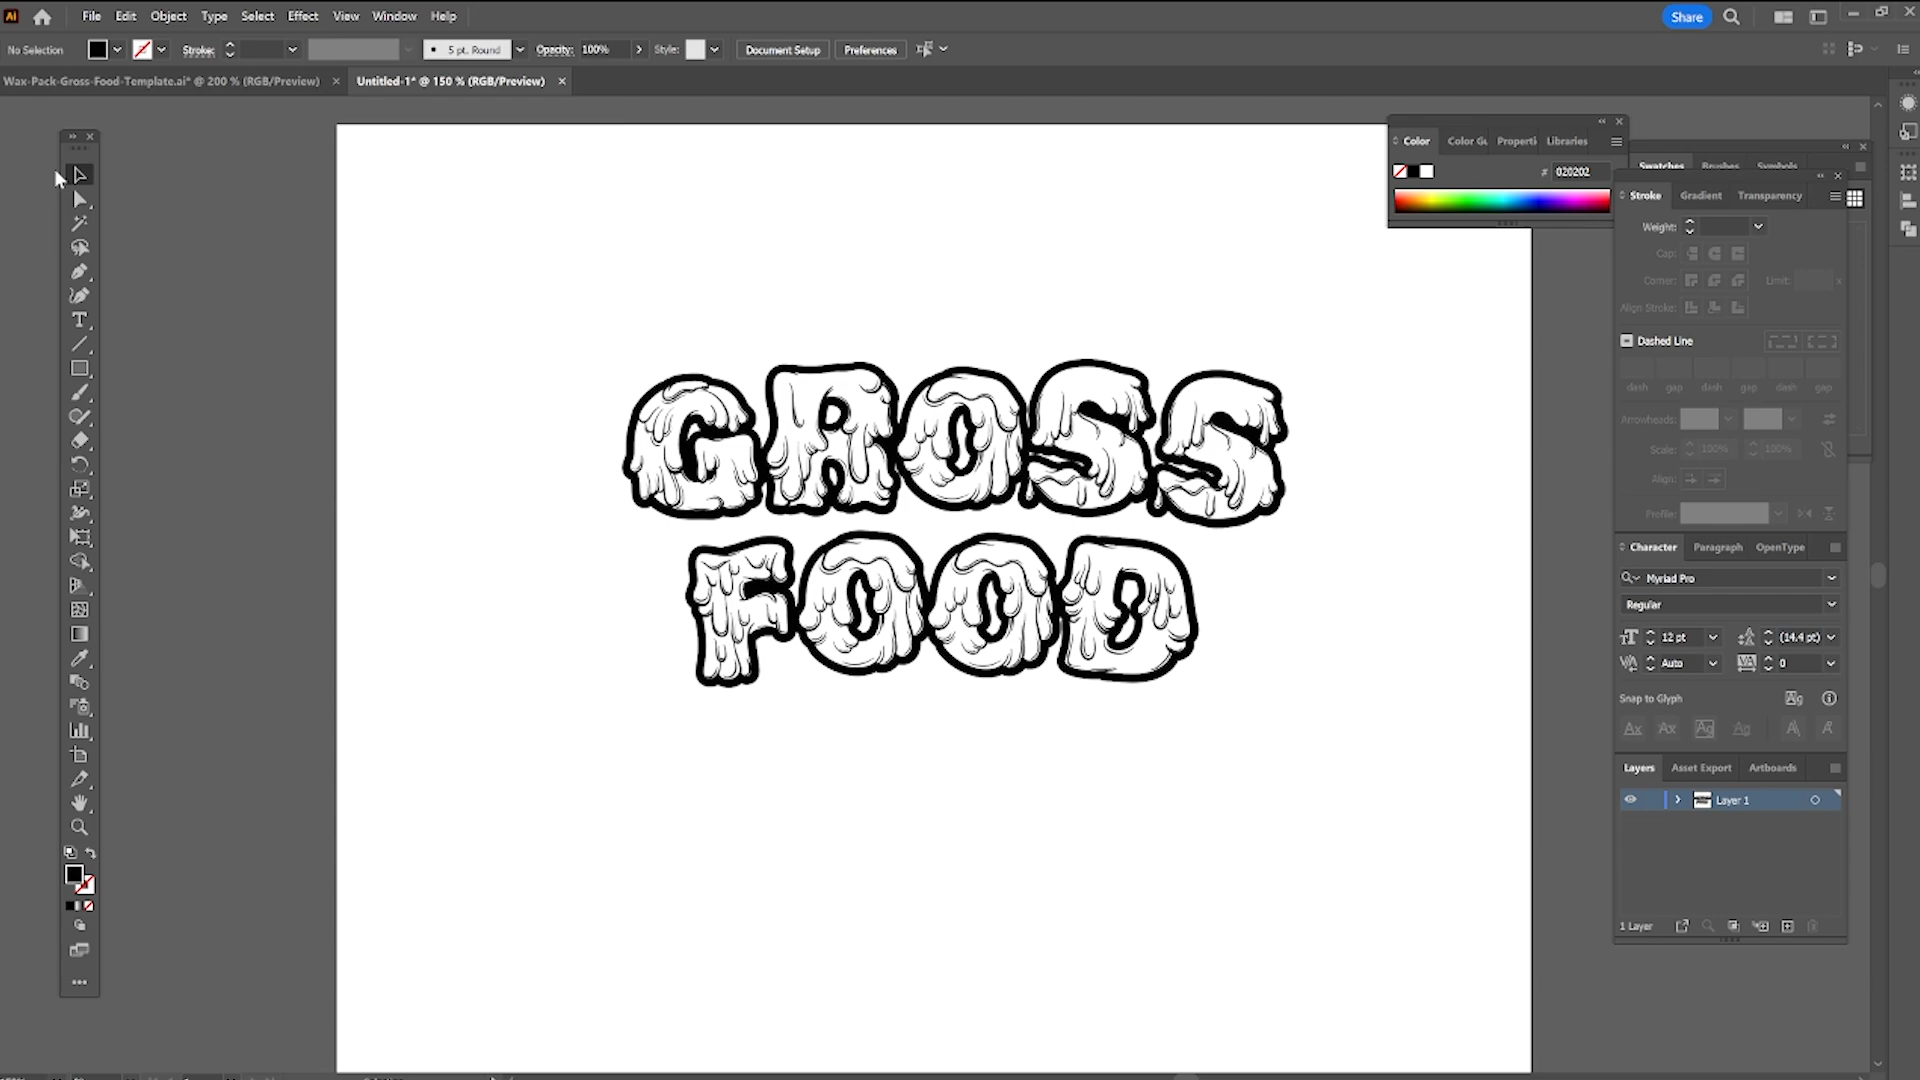 File Edit Object Type Select Effect View Window Help
Share
No Selection Stroke: 5 pt. Round Opacity: 100% Style: Document Setup Preferences
Wax-Pack-Gross-Food-Template.ai* @ 200 % (RGB/Preview) Untitled-1* @ 150 % (RGB/Preview)
Color Color Gu Properti Libraries
# 020202
Swatches Brushes Symbols
Stroke Gradient Transparency
Weight:
Cap:
Corner: Limit: x
Align Stroke:
Dashed Line
dash gap dash gap dash gap
Arrowheads:
Scale: 100% 100%
Align:
Profile:
GROSS
FOOD
Character Paragraph OpenType
Myriad Pro
Regular
12 pt (14.4 pt)
Auto 0
Snap to Glyph
Layers Asset Export Artboards
Layer 1
1 Layer